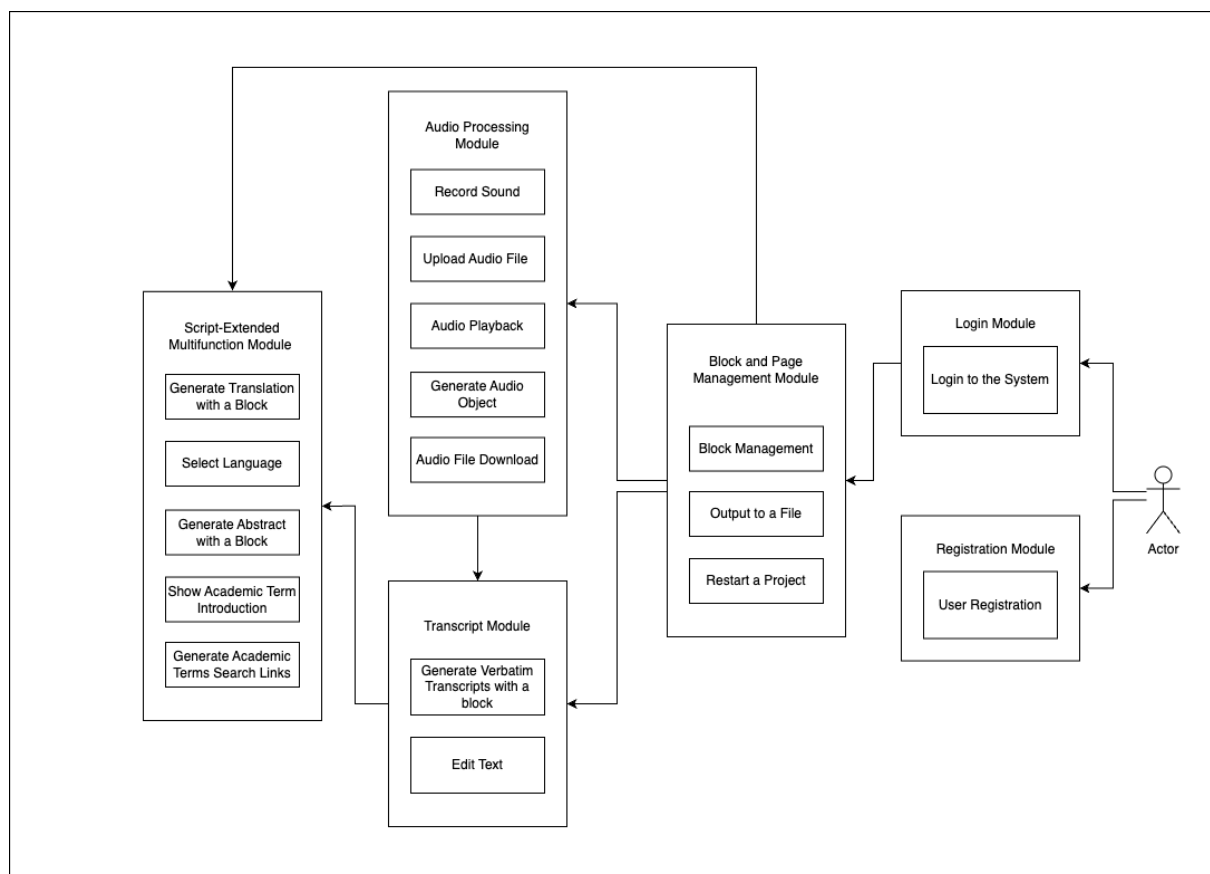 Audio Processing
Module
Record Sound
Upload Audio File
Audio Playback
Generate Audio
Object
Audio File Download
Script-Extended
Multifunction Module
Generate Translation
with a Block
Select Language
Generate Abstract
with a Block
Show Academic Term
Introduction
Generate Academic
Terms Search Links
Transcript Module
Generate Verbatim
Transcripts with a
block
Edit Text
Block and Page
Management Module
Block Management
Output to a File
Restart a Project
Login Module
Login to the System
Registration Module
User Registration
Actor